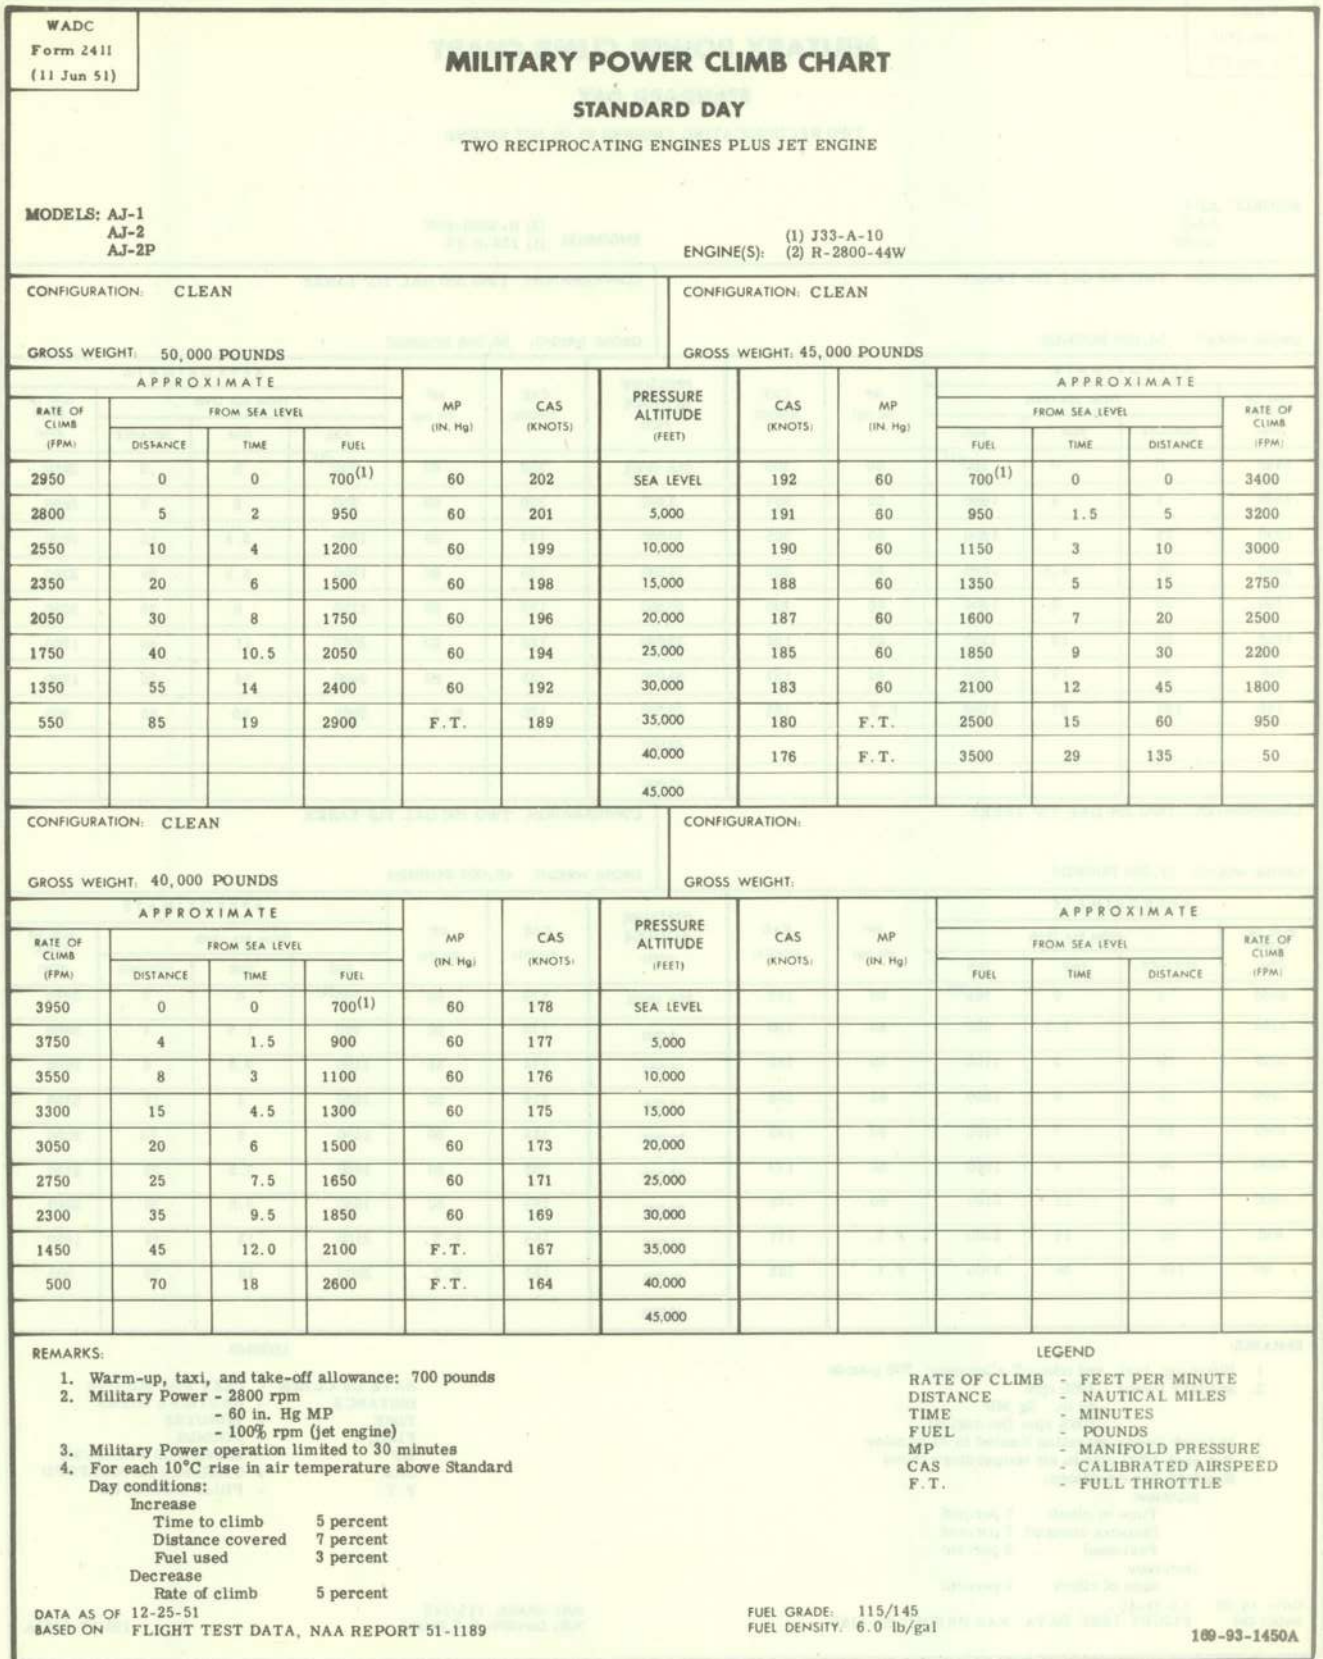 WADC
Form 2411
(11 Jun 51)
MILITARY POWER CLIMB CHART
STANDARD DAY
TWO RECIPROCATING ENGINES PLUS JET ENGINE
MODELS: AJ-1
AJ-2
AJ-2P
ENGINE(S): (1) J33-A-10
(2) R-2800-44W
CONFIGURATION: CLEAN
GROSS WEIGHT: 50,000 POUNDS
CONFIGURATION: CLEAN
GROSS WEIGHT: 45,000 POUNDS
APPROXIMATE
RATE OF CLIMB (FPM) FROM SEA LEVEL MP (IN. Hg) CAS (KNOTS) PRESSURE ALTITUDE (FEET) CAS (KNOTS) MP (IN. Hg) APPROXIMATE FROM SEA LEVEL RATE OF CLIMB (FPM)
DISTANCE TIME FUEL FUEL TIME DISTANCE
2950 0 0 700(1) 60 202 SEA LEVEL 192 60 700(1) 0 0 3400
2800 5 2 950 60 201 5,000 191 60 950 1.5 5 3200
2550 10 4 1200 60 199 10,000 190 60 1150 3 10 3000
2350 20 6 1500 60 198 15,000 188 60 1350 5 15 2750
2050 30 8 1750 60 196 20,000 187 60 1600 7 20 2500
1750 40 10.5 2050 60 194 25,000 185 60 1850 9 30 2200
1350 55 14 2400 60 192 30,000 183 60 2100 12 45 1800
550 85 19 2900 F.T. 189 35,000 180 F.T. 2500 15 60 950
40,000 176 F.T. 3500 29 135 50
45,000
CONFIGURATION: CLEAN
GROSS WEIGHT: 40,000 POUNDS
CONFIGURATION:
GROSS WEIGHT:
APPROXIMATE
RATE OF CLIMB (FPM) FROM SEA LEVEL MP (IN. Hg) CAS (KNOTS) PRESSURE ALTITUDE (FEET) CAS (KNOTS) MP (IN. Hg) APPROXIMATE FROM SEA LEVEL RATE OF CLIMB (FPM)
DISTANCE TIME FUEL FUEL TIME DISTANCE
3950 0 0 700(1) 60 178 SEA LEVEL
3750 4 1.5 900 60 177 5,000
3550 8 3 1100 60 176 10,000
3300 15 4.5 1300 60 175 15,000
3050 20 6 1500 60 173 20,000
2750 25 7.5 1650 60 171 25,000
2300 35 9.5 1850 60 169 30,000
1450 45 12.0 2100 F.T. 167 35,000
500 70 18 2600 F.T. 164 40,000
45,000
REMARKS:
1. Warm-up, taxi, and take-off allowance: 700 pounds
2. Military Power - 2800 rpm
- 60 in. Hg MP
- 100% rpm (jet engine)
3. Military Power operation limited to 30 minutes
4. For each 10°C rise in air temperature above Standard
Day conditions:
Increase
Time to climb 5 percent
Distance covered 7 percent
Fuel used 3 percent
Decrease
Rate of climb 5 percent
DATA AS OF 12-25-51
BASED ON FLIGHT TEST DATA, NAA REPORT 51-1189
LEGEND
RATE OF CLIMB - FEET PER MINUTE
DISTANCE - NAUTICAL MILES
TIME - MINUTES
FUEL - POUNDS
MP - MANIFOLD PRESSURE
CAS - CALIBRATED AIRSPEED
F.T. - FULL THROTTLE
FUEL GRADE: 115/145
FUEL DENSITY: 6.0 lb/gal
169-93-1450A